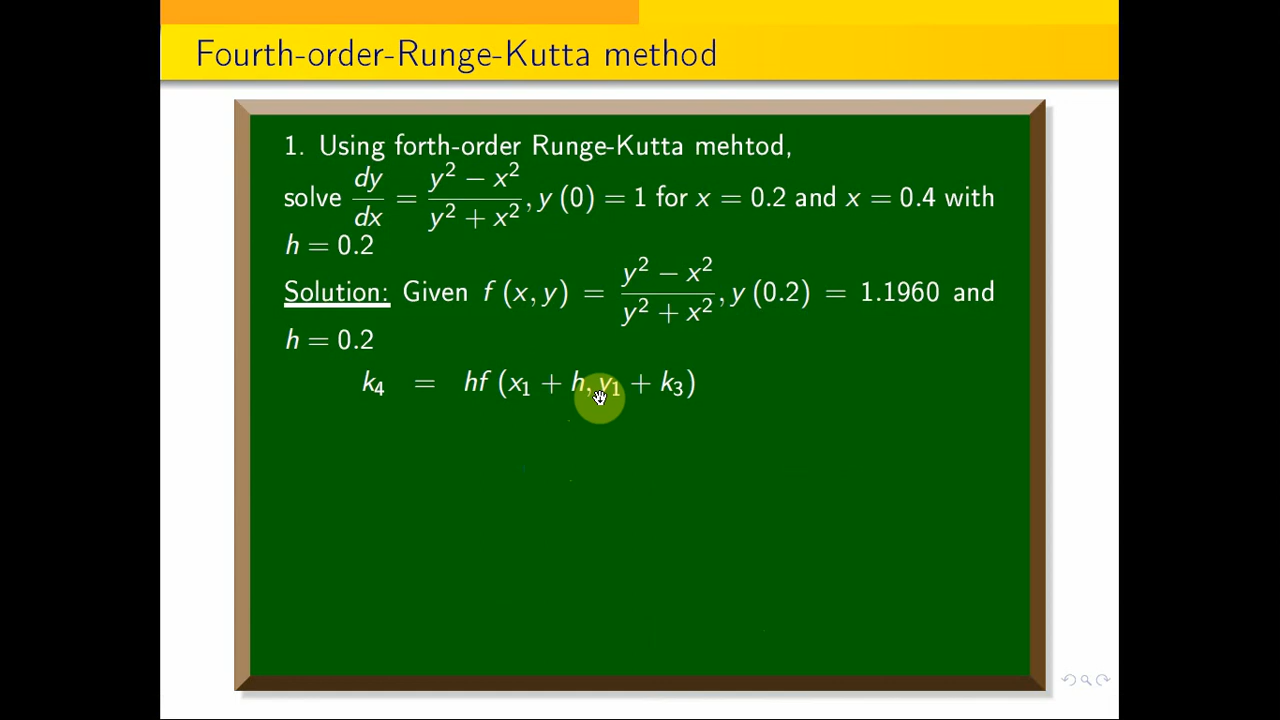 Fourth-order-Runge-Kutta method
1. Using forth-order Runge-Kutta mehtod,
solve dy/dx = (y² − x²)/(y² + x²), y (0) = 1 for x = 0.2 and x = 0.4 with
h = 0.2
Solution: Given f (x, y) = (y² − x²)/(y² + x²), y (0.2) = 1.1960 and
h = 0.2
k₄ = hf (x₁ + h, y₁ + k₃)